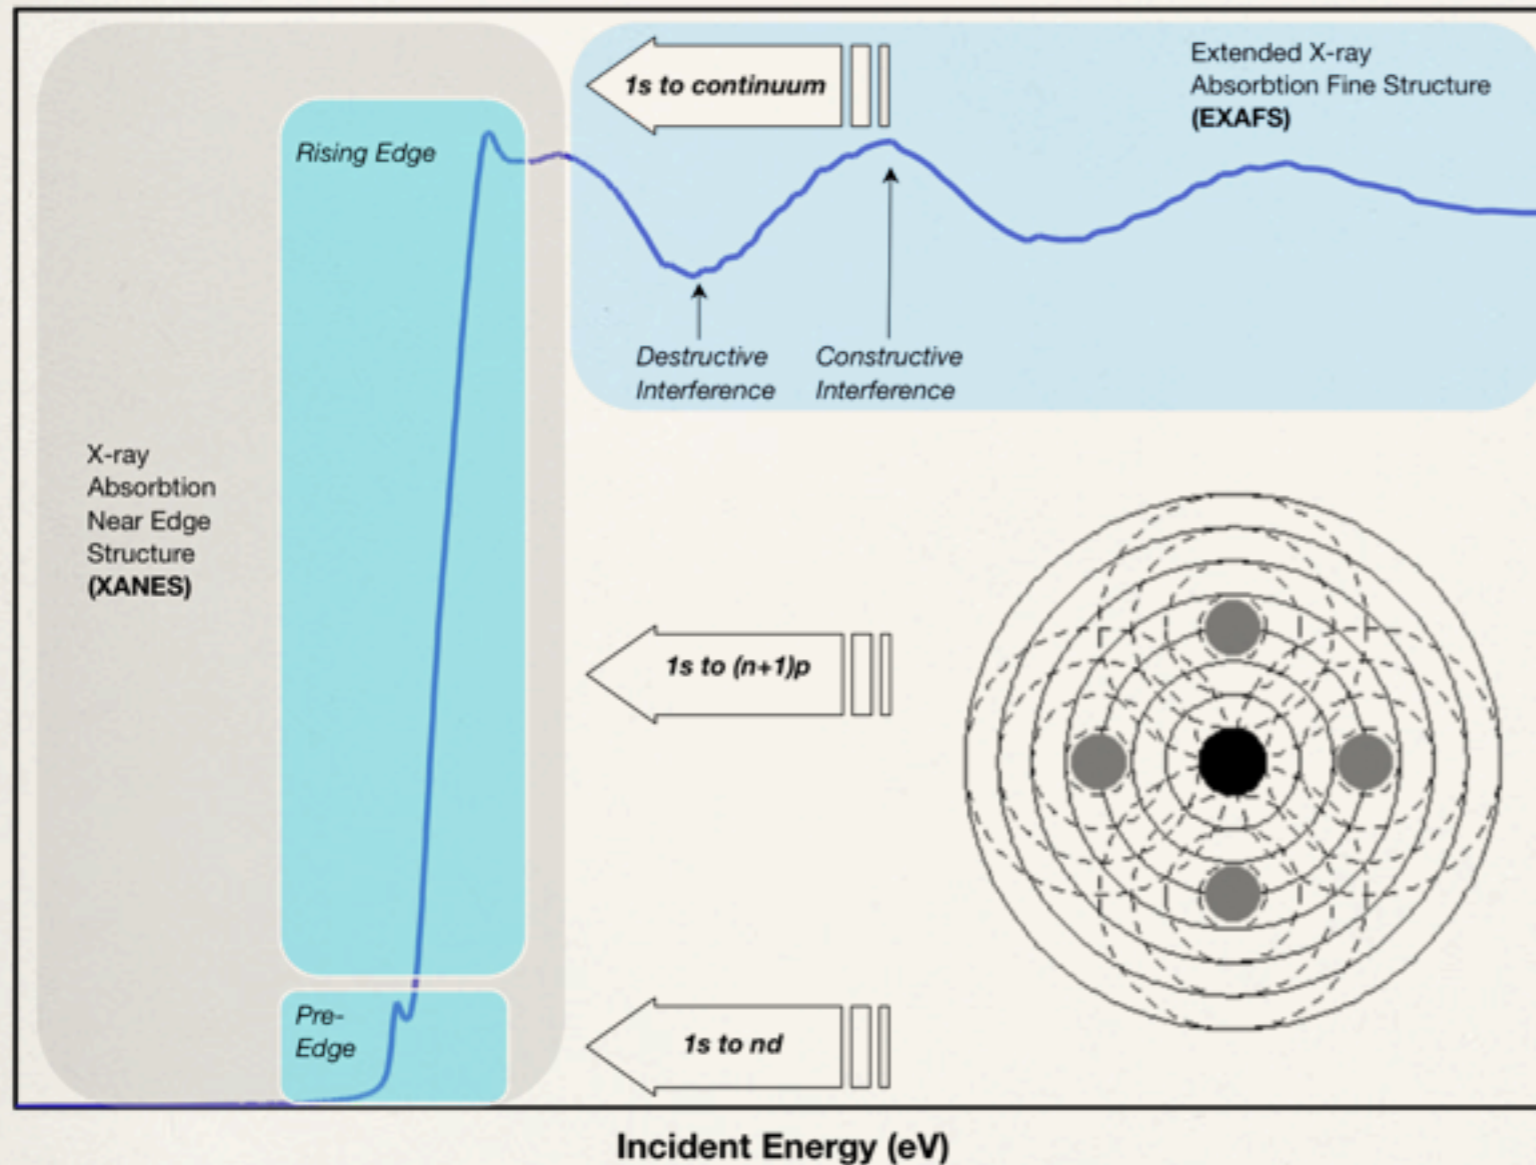 1s to continuum
Extended X-ray
Absorbtion Fine Structure
(EXAFS)
Rising Edge
Destructive
Interference
Constructive
Interference
X-ray
Absorbtion
Near Edge
Structure
(XANES)
1s to (n+1)p
Pre-
Edge
1s to nd
Incident Energy (eV)